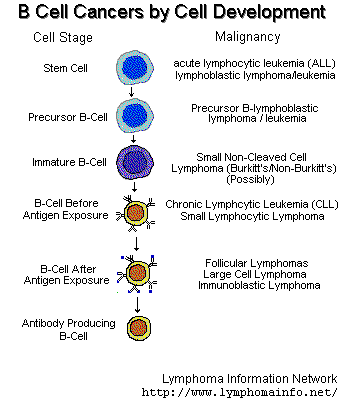 B Cell Cancers by Cell Development
Cell Stage
Malignancy
Stem Cell
acute lymphocytic leukemia (ALL)
lymphoblastic lymphoma/leukemia
Precursor B-Cell
Precursor B-lymphoblastic
lymphoma / leukemia
Immature B-Cell
Small Non-Cleaved Cell
Lymphoma (Burkitt's/Non-Burkitt's)
(Possibly)
B-Cell Before
Antigen Exposure
Chronic Lymphcytic Leukemia (CLL)
Small Lymphocytic Lymphoma
B-Cell After
Antigen Exposure
Follicular Lymphomas
Large Cell Lymphoma
Immunoblastic Lymphoma
Antibody Producing
B-Cell
Lymphoma Information Network
http://www.lymphomainfo.net/